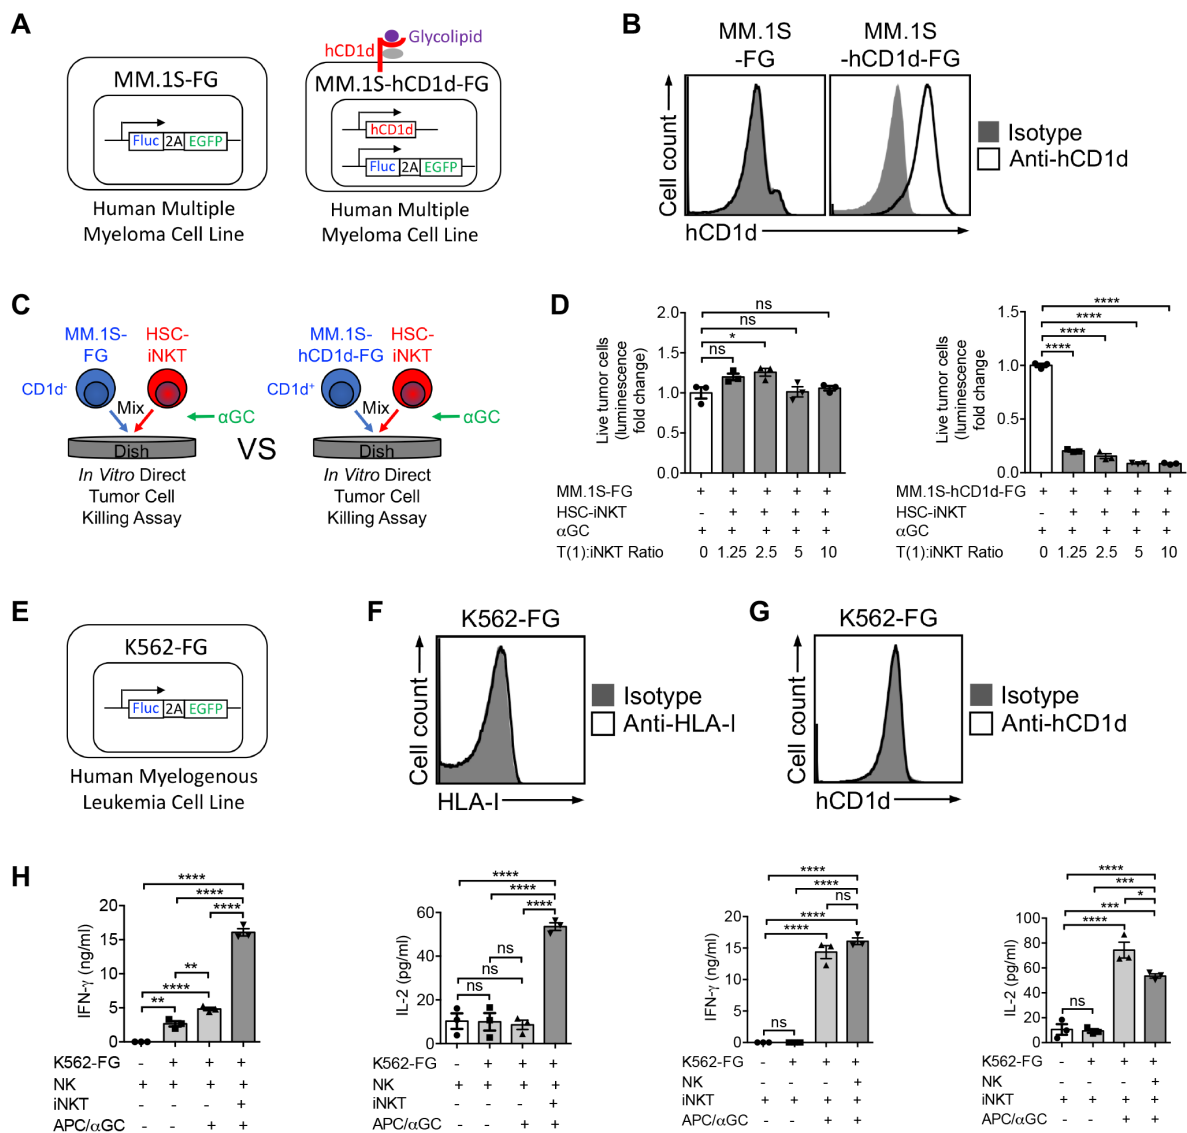 A
MM.1S-FG
Fluc 2A EGFP
Human Multiple
Myeloma Cell Line
Glycolipid
hCD1d
MM.1S-hCD1d-FG
hCD1d
Fluc 2A EGFP
Human Multiple
Myeloma Cell Line
B
MM.1S
-FG
MM.1S
-hCD1d-FG
Cell count
hCD1d
Isotype
Anti-hCD1d
C
MM.1S-
FG
HSC-
iNKT
CD1d-
Mix
αGC
Dish
In Vitro Direct
Tumor Cell
Killing Assay
VS
MM.1S-
hCD1d-FG
HSC-
iNKT
CD1d+
Mix
αGC
Dish
In Vitro Direct
Tumor Cell
Killing Assay
D
Live tumor cells
(luminescence
fold change)
2.0
1.5
1.0
0.5
0.0
ns
ns
*
ns
MM.1S-FG + + + + +
HSC-iNKT - + + + +
αGC + + + + +
T(1):iNKT Ratio 0 1.25 2.5 5 10
Live tumor cells
(luminescence
fold change)
1.5
1.0
0.5
0.0
****
****
****
****
MM.1S-hCD1d-FG + + + + +
HSC-iNKT - + + + +
αGC + + + + +
T(1):iNKT Ratio 0 1.25 2.5 5 10
E
K562-FG
Fluc 2A EGFP
Human Myelogenous
Leukemia Cell Line
F
K562-FG
Cell count
HLA-I
Isotype
Anti-HLA-I
G
K562-FG
Cell count
hCD1d
Isotype
Anti-hCD1d
H
IFN-γ (ng/ml)
20
15
10
5
0
****
****
****
**
****
**
K562-FG - + + +
NK + + + +
iNKT - - - +
APC/αGC - - + +
IL-2 (pg/ml)
60
40
20
0
****
****
****
ns
ns
ns
K562-FG - + + +
NK + + + +
iNKT - - - +
APC/αGC - - + +
IFN-γ (ng/ml)
20
15
10
5
0
****
****
ns
****
****
ns
K562-FG - + + +
NK - - - +
iNKT + + + +
APC/αGC - - + +
IL-2 (pg/ml)
100
80
60
40
20
0
****
***
*
***
****
ns
K562-FG - + + +
NK - - - +
iNKT + + + +
APC/αGC - - + +